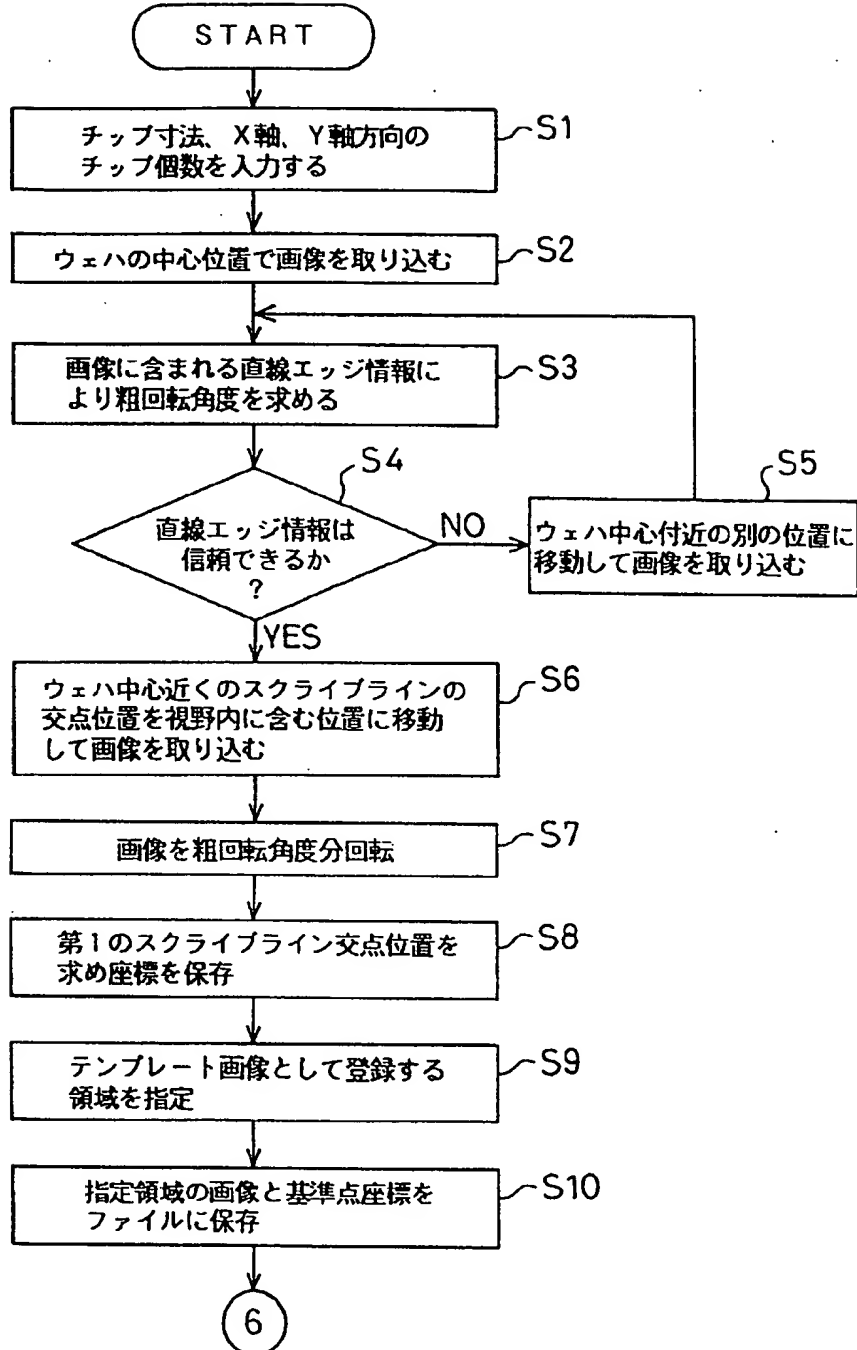 START
チップ寸法、X軸、Y軸方向の
チップ個数を入力する
S1
ウェハの中心位置で画像を取り込む
S2
画像に含まれる直線エッジ情報に
より粗回転角度を求める
S3
S4
直線エッジ情報は
信頼できるか
?
NO
YES
S5
ウェハ中心付近の別の位置に
移動して画像を取り込む
ウェハ中心近くのスクライブラインの
交点位置を視野内に含む位置に移動
して画像を取り込む
S6
画像を粗回転角度分回転
S7
第1のスクライブライン交点位置を
求め座標を保存
S8
テンプレート画像として登録する
領域を指定
S9
指定領域の画像と基準点座標を
ファイルに保存
S10
6